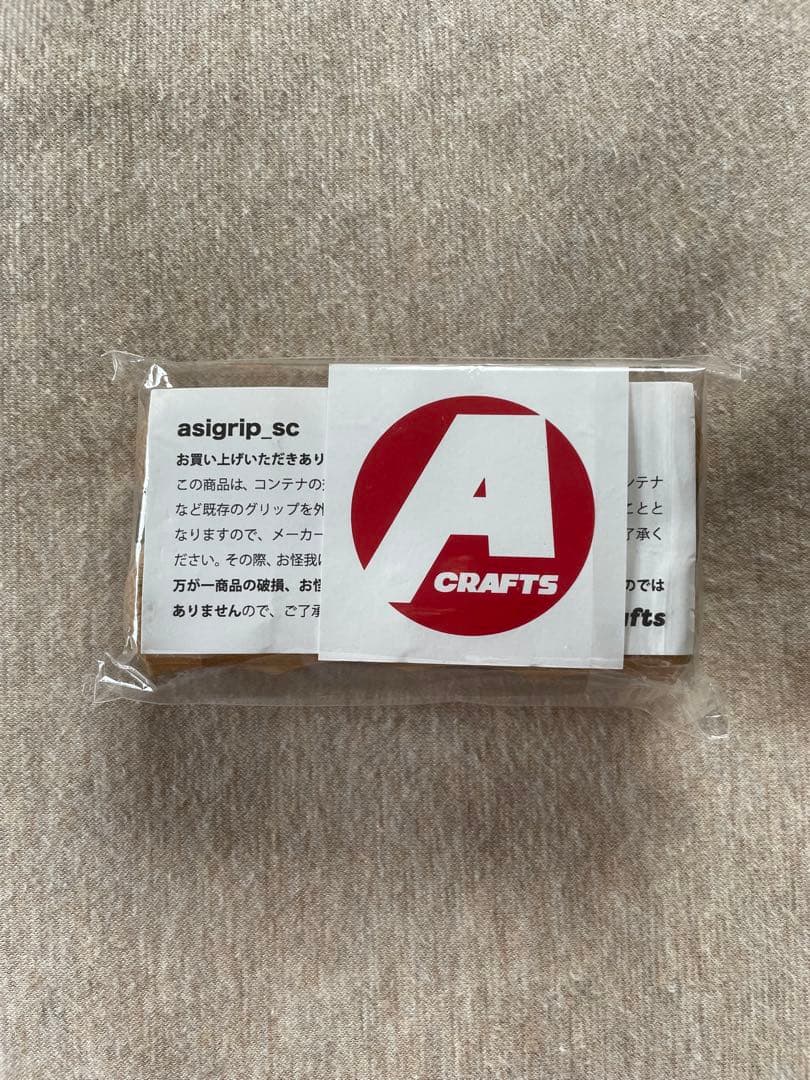 asigrip_sc
お買い上げいただきあり
この商品は、コンテナの
ンテナ
など既存のグリップを外
ことと
なりますので、メーカー
了承く
ださい。その際、お怪我
万が一商品の破損、お怪
のでは
ありませんので、ご了承
fts
A
CRAFTS